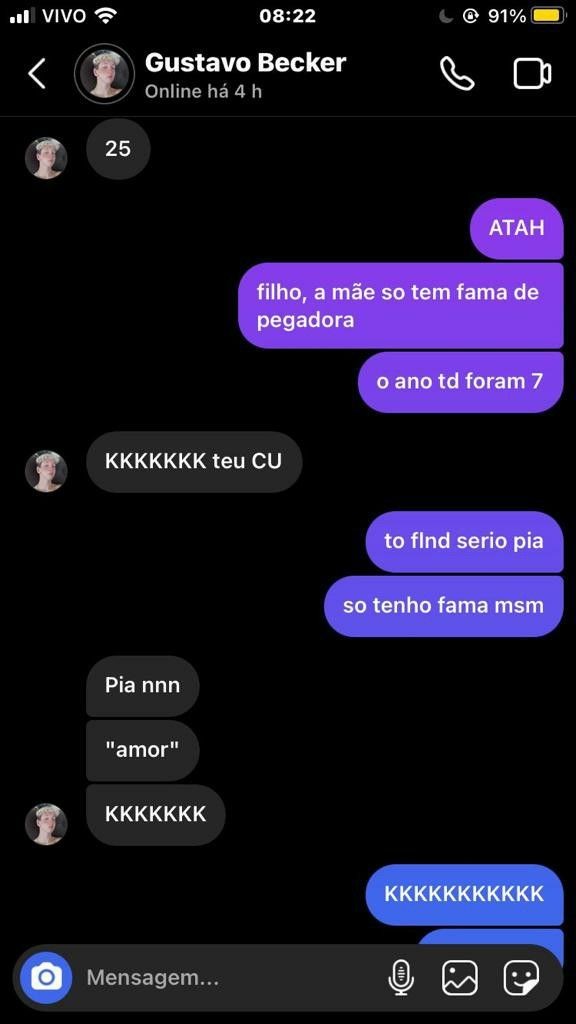 VIVO 08:22 91%
Gustavo Becker
Online há 4 h
25
ATAH
filho, a mãe so tem fama de
pegadora
o ano td foram 7
KKKKKKK teu CU
to flnd serio pia
so tenho fama msm
Pia nnn
"amor"
KKKKKKK
KKKKKKKKKKK
Mensagem...